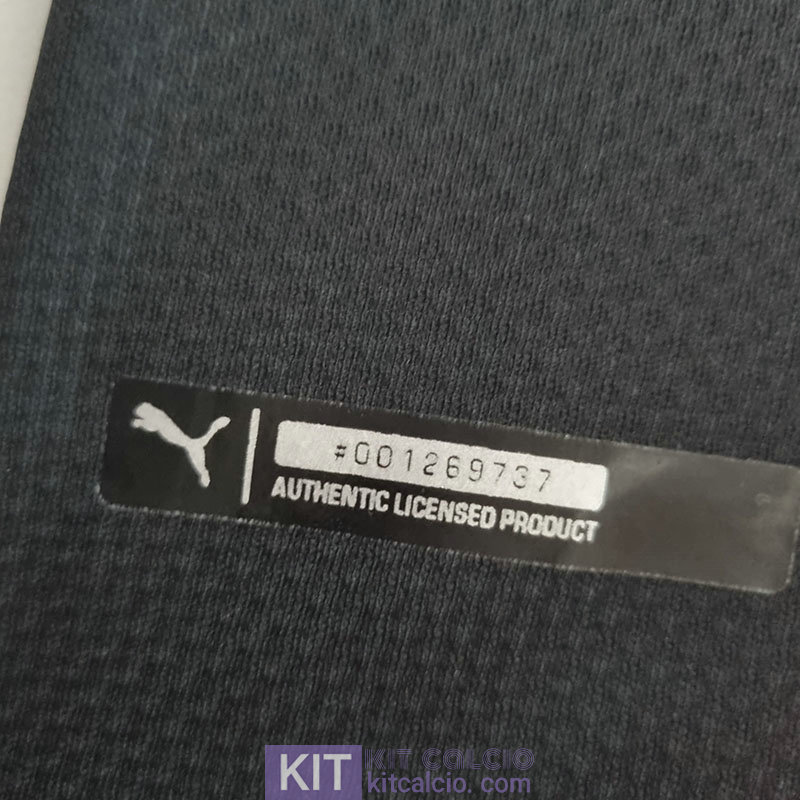 #001269737
AUTHENTIC LICENSED PRODUCT
KIT KIT CALCIO
kitcalcio. com